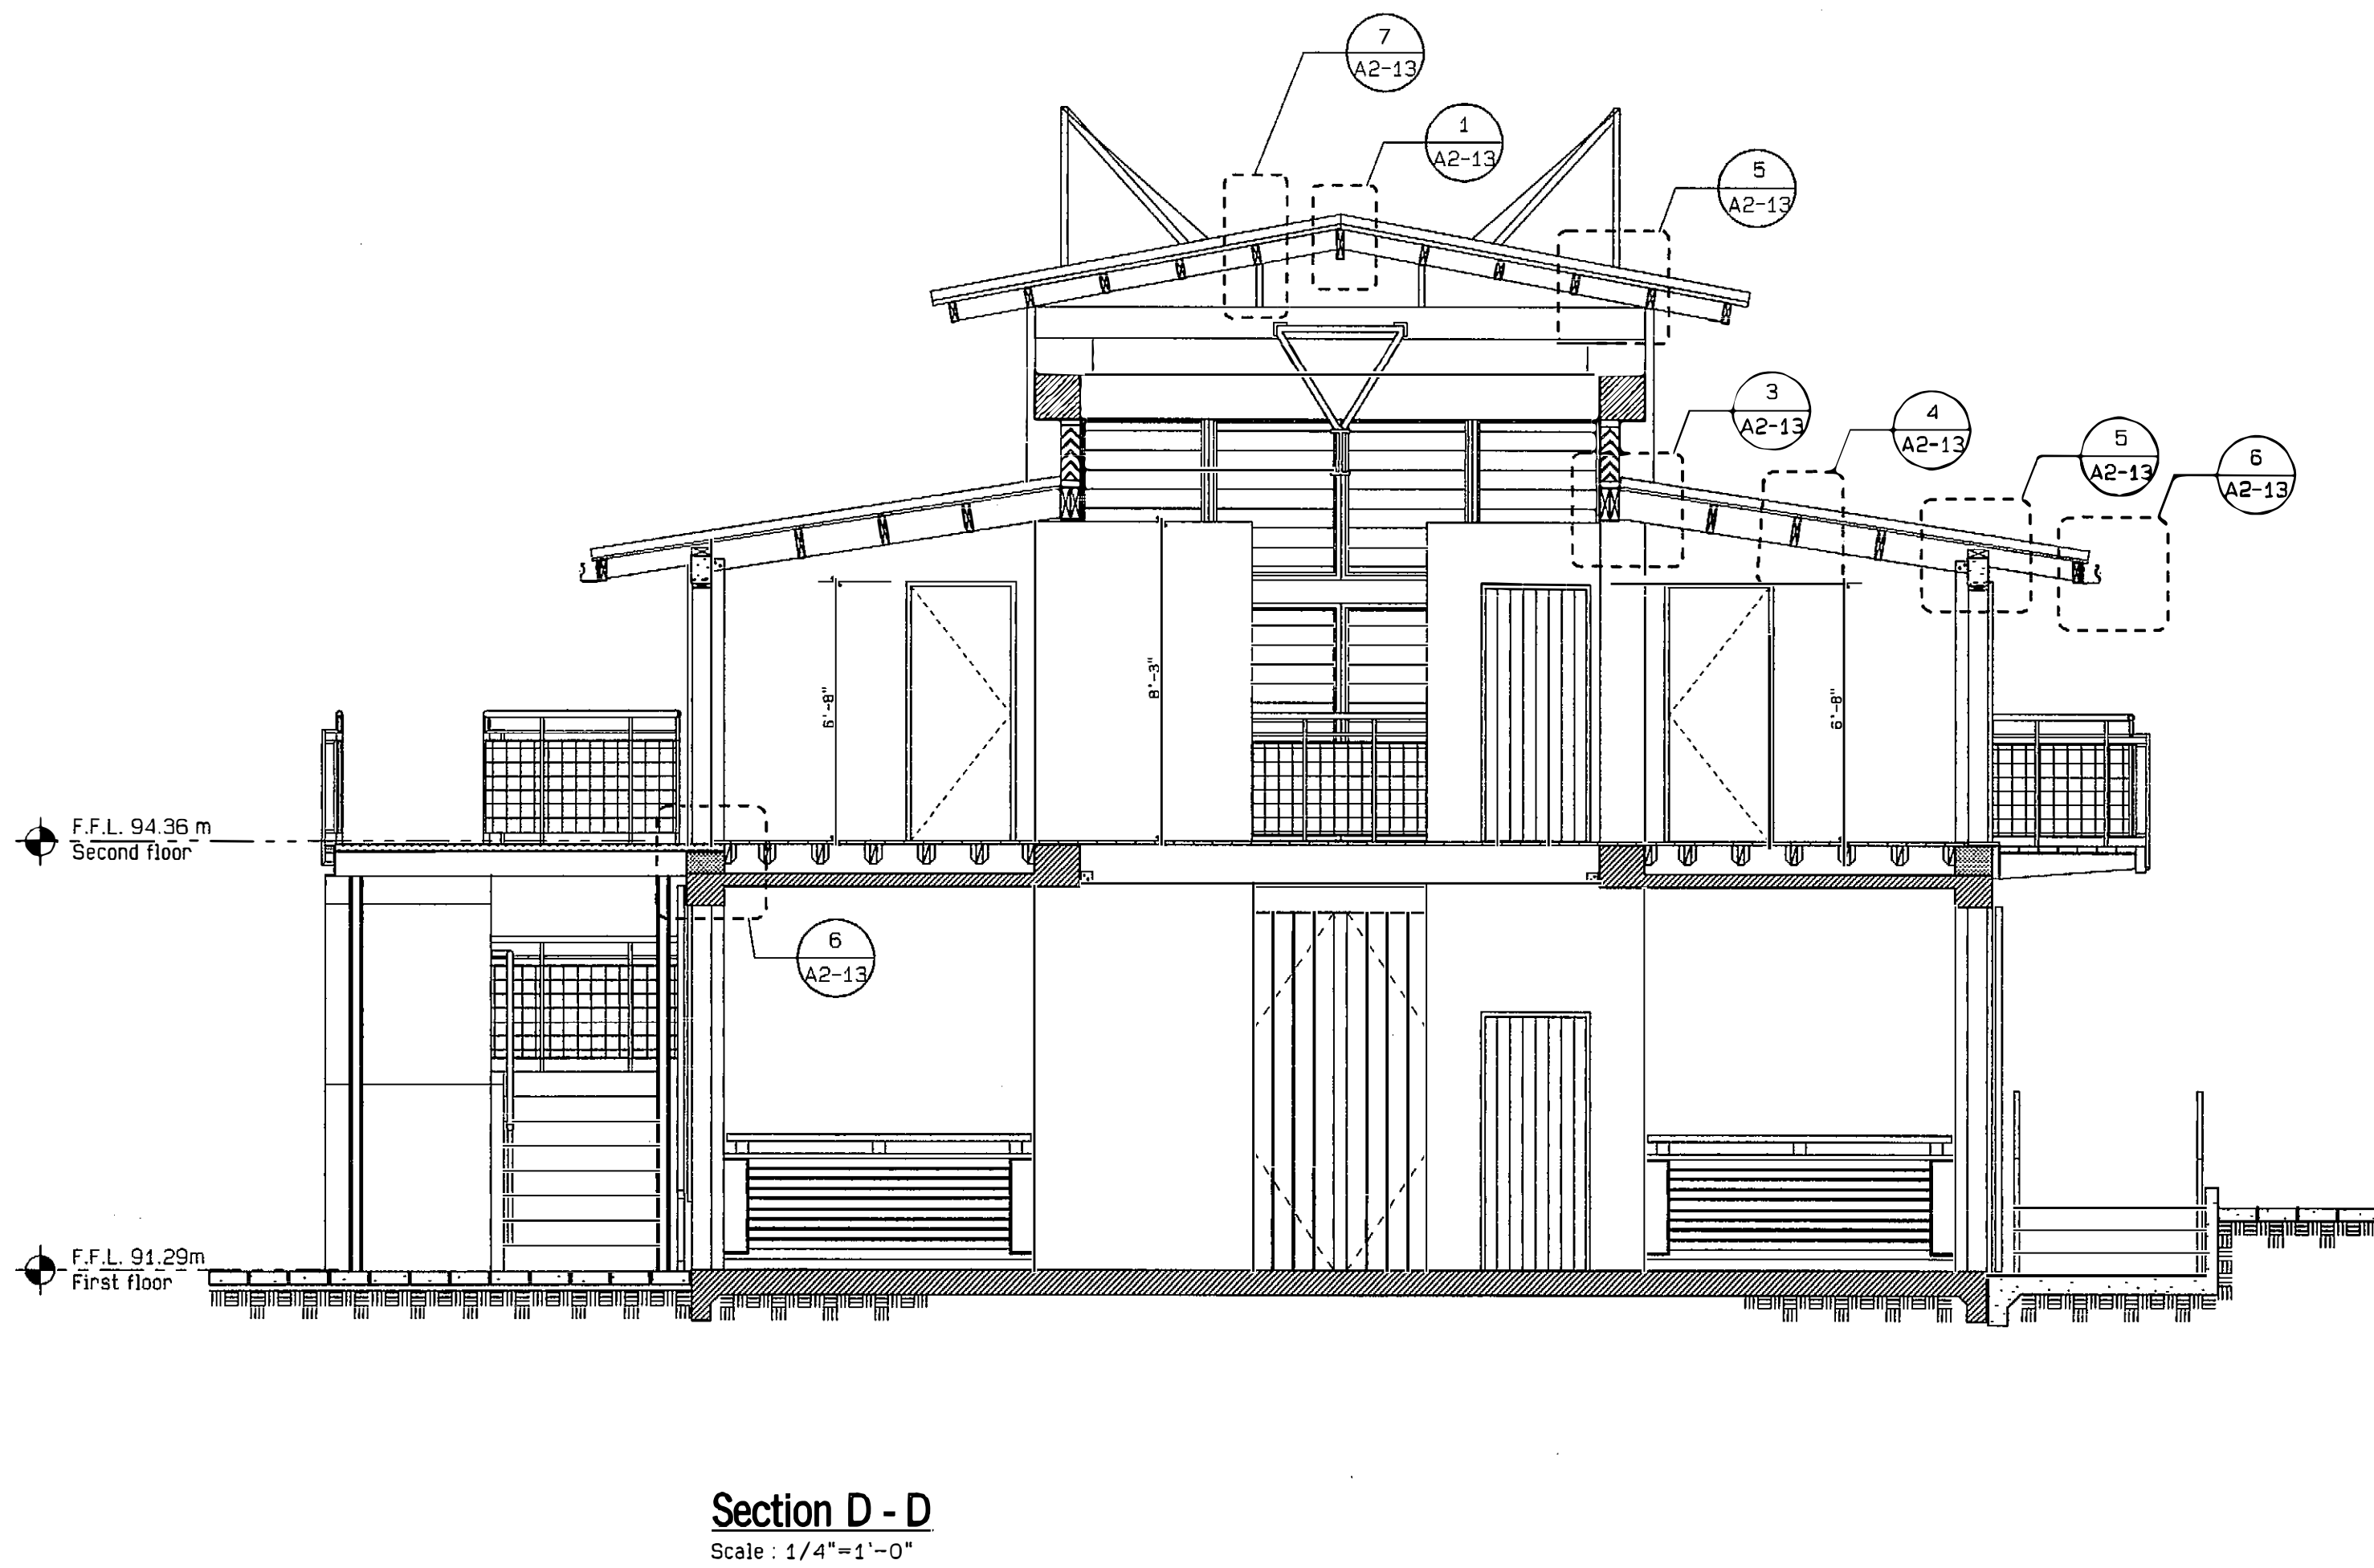 7
A2-13
1
A2-13
5
A2-13
3
A2-13
4
A2-13
5
A2-13
6
A2-13
6'-8"
8'-3"
6'-8"
F.F.L. 94.36 m
Second floor
6
A2-13
F.F.L. 91.29m
First floor
Section D - D
Scale : 1/4"=1'-0"